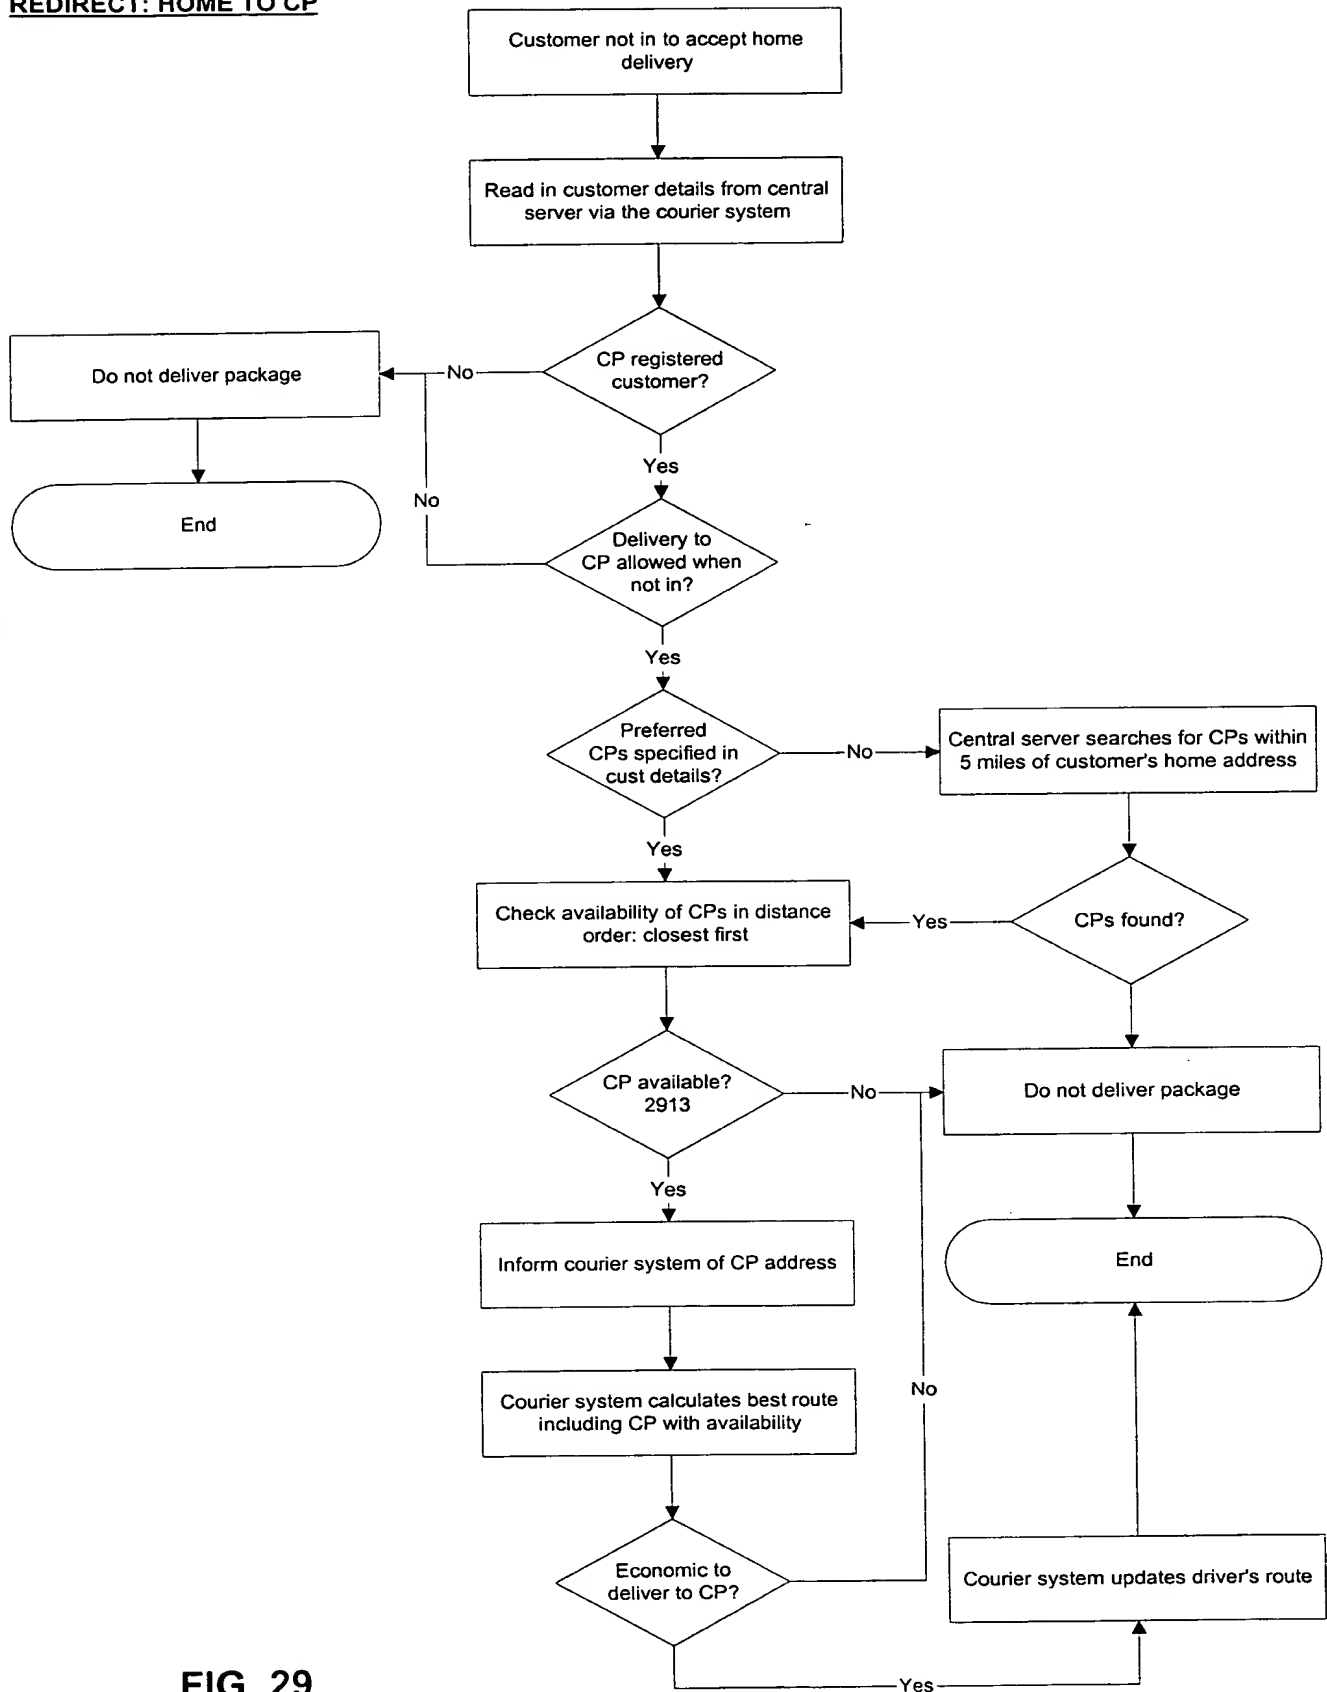 REDIRECT: HOME TO CP
Customer not in to accept home
delivery
Read in customer details from central
server via the courier system
CP registered
customer?
No
Do not deliver package
End
Yes
No
Delivery to
CP allowed when
not in?
Yes
Preferred
CPs specified in
cust details?
No
Central server searches for CPs within
5 miles of customer's home address
Yes
Check availability of CPs in distance
order: closest first
Yes
CPs found?
CP available?
2913
No
Do not deliver package
Yes
End
Inform courier system of CP address
Courier system calculates best route
including CP with availability
No
Economic to
deliver to CP?
Courier system updates driver's route
Yes
FIG. 29